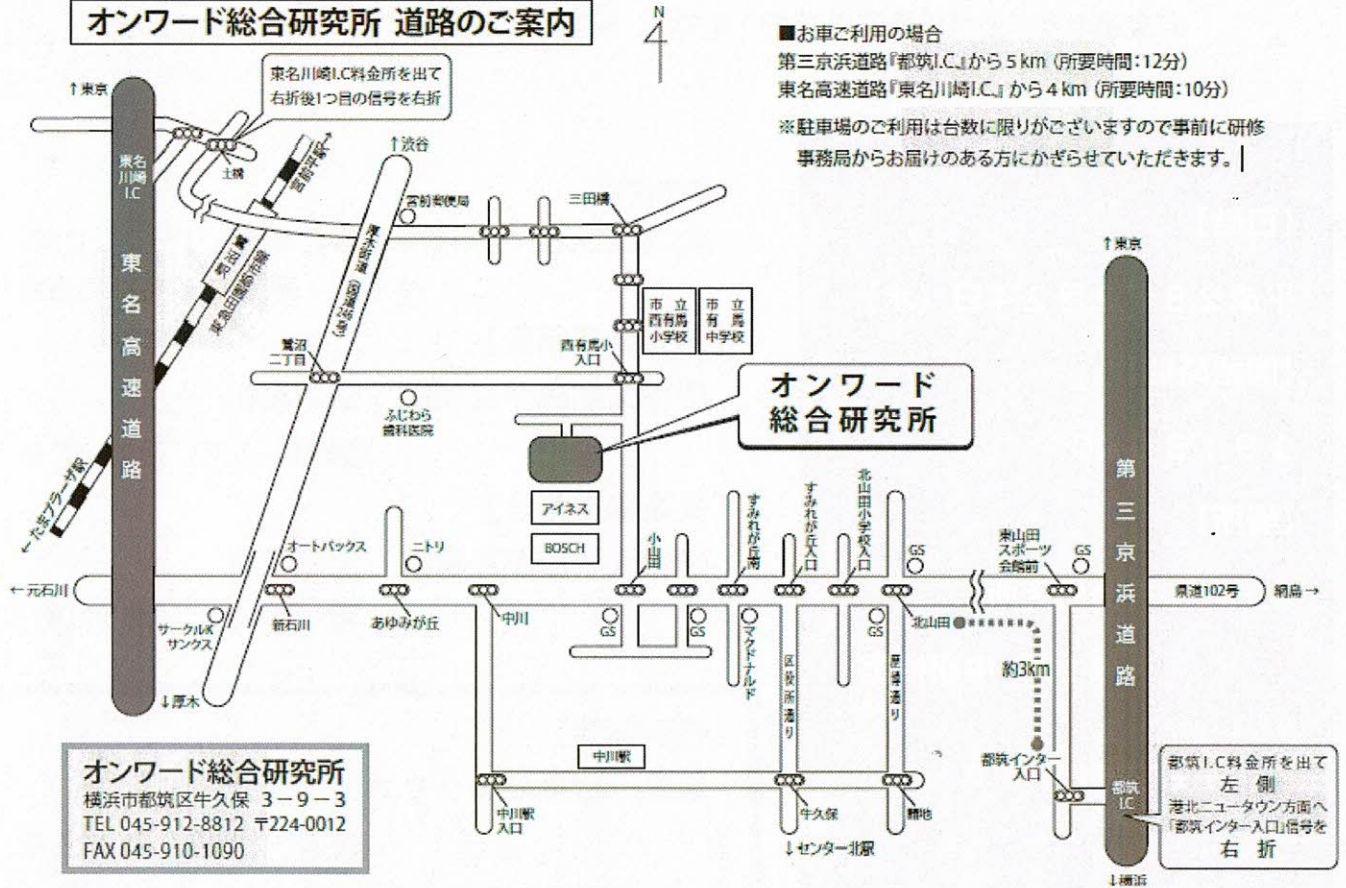 オンワード総合研究所 道路のご案内
N
■お車ご利用の場合
第三京浜道路『都筑I.C.』から5km(所要時間:12分)
東名高速道路『東名川崎I.C.』から4km(所要時間:10分)
※駐車場のご利用は台数に限りがございますので事前に研修
事務局からお届けのある方にかぎらせていただきます。
東名川崎I.C料金所を出て
右折後1つ目の信号を右折
↑東京
東名
川崎
I.C
東名高速道路
土橋
宮前平駅→
鷺沼駅
東急田園都市線
←たまプラーザ駅
↑渋谷
宮前郵便局
厚木街道(国道246号)
三田橋
市立
西有馬
小学校
市立
有馬
中学校
鷺沼
二丁目
西有馬小
入口
ふじわら
歯科医院
オンワード
総合研究所
アイネス
BOSCH
↑東京
第三京浜道路
オートバックス
ニトリ
小山田
すみれが丘南
すみれが丘入口
北山田小学校入口
GS
東山田
スポーツ
会館前
GS
←元石川
県道102号
綱島→
サークルK
サンクス
新石川
あゆみが丘
中川
GS
GS
マクドナルド
区役所通り
GS
北山田
約3km
↓厚木
中川駅
中川駅
入口
牛久保
↓センター北駅
都筑インター
入口
都筑
I.C
都筑I.C料金所を出て
左側
港北ニュータウン方面へ
「都筑インター入口」信号を
右折
↓横浜
オンワード総合研究所
横浜市都筑区牛久保 3-9-3
TEL 045-912-8812 〒224-0012
FAX 045-910-1090